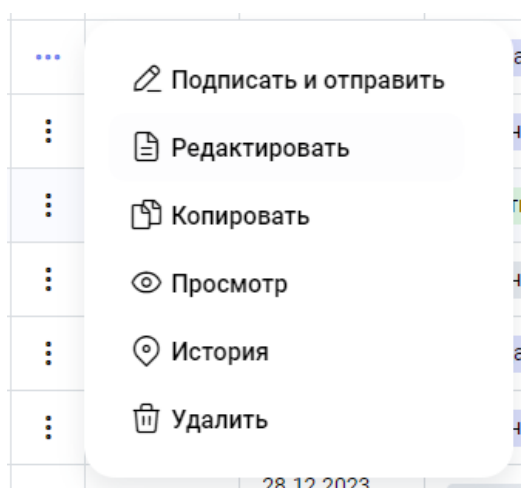 Подписать и отправить
Редактировать
Копировать
Просмотр
История
Удалить
28.12.2023